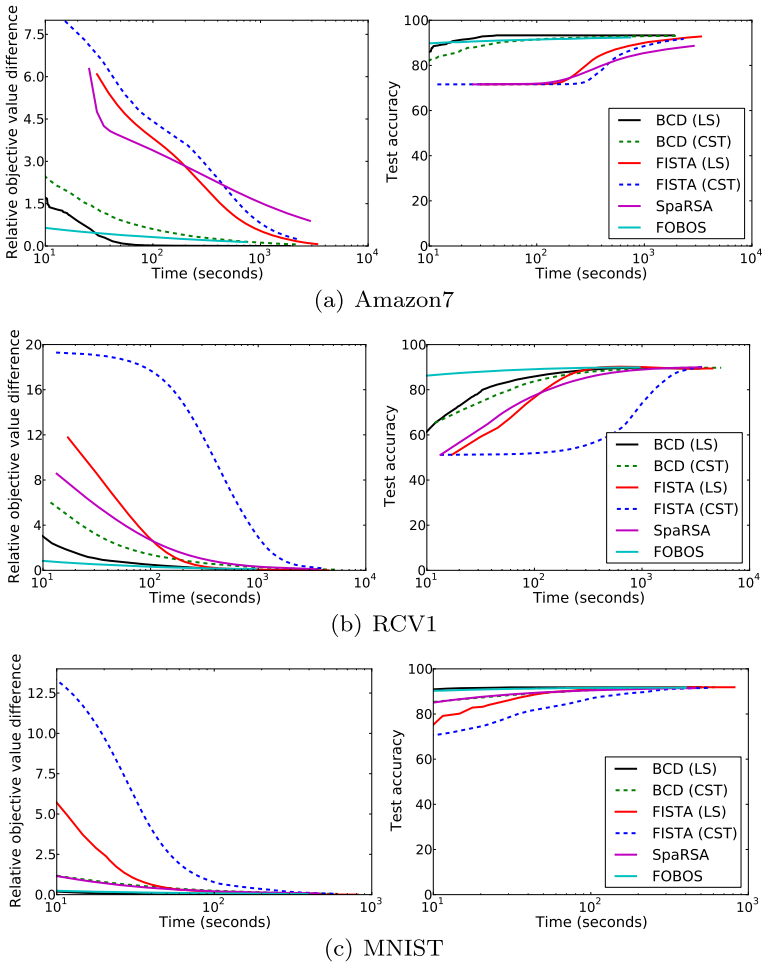 Relative objective value difference
7.5
6.0
4.5
3.0
1.5
0.0
10^1
10^2
10^3
10^4
Time (seconds)
Test accuracy
100
80
60
40
20
0
10^1
10^2
10^3
10^4
Time (seconds)
BCD (LS)
BCD (CST)
FISTA (LS)
FISTA (CST)
SpaRSA
FOBOS
(a) Amazon7
Relative objective value difference
20
16
12
8
4
0
10^1
10^2
10^3
10^4
Time (seconds)
Test accuracy
100
80
60
40
20
0
10^1
10^2
10^3
10^4
Time (seconds)
BCD (LS)
BCD (CST)
FISTA (LS)
FISTA (CST)
SpaRSA
FOBOS
(b) RCV1
Relative objective value difference
12.5
10.0
7.5
5.0
2.5
0.0
10^1
10^2
10^3
Time (seconds)
Test accuracy
100
80
60
40
20
0
10^1
10^2
10^3
Time (seconds)
BCD (LS)
BCD (CST)
FISTA (LS)
FISTA (CST)
SpaRSA
FOBOS
(c) MNIST